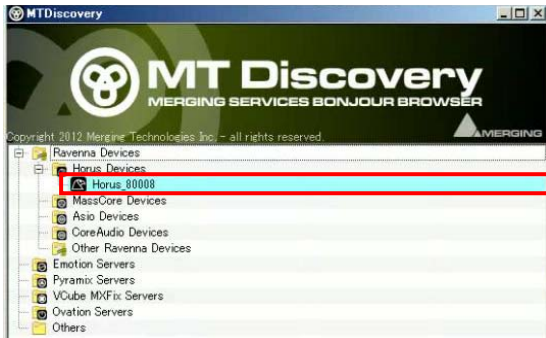 MTDiscovery
MT Discovery
MERGING SERVICES BONJOUR BROWSER
Copyright 2012 Merging Technologies Inc. - all rights reserved.
MERGING
Ravenna Devices
Horus Devices
Horus_80008
MassCore Devices
Asio Devices
CoreAudio Devices
Other Ravenna Devices
Emotion Servers
Pyramix Servers
VCube MXFix Servers
Ovation Servers
Others